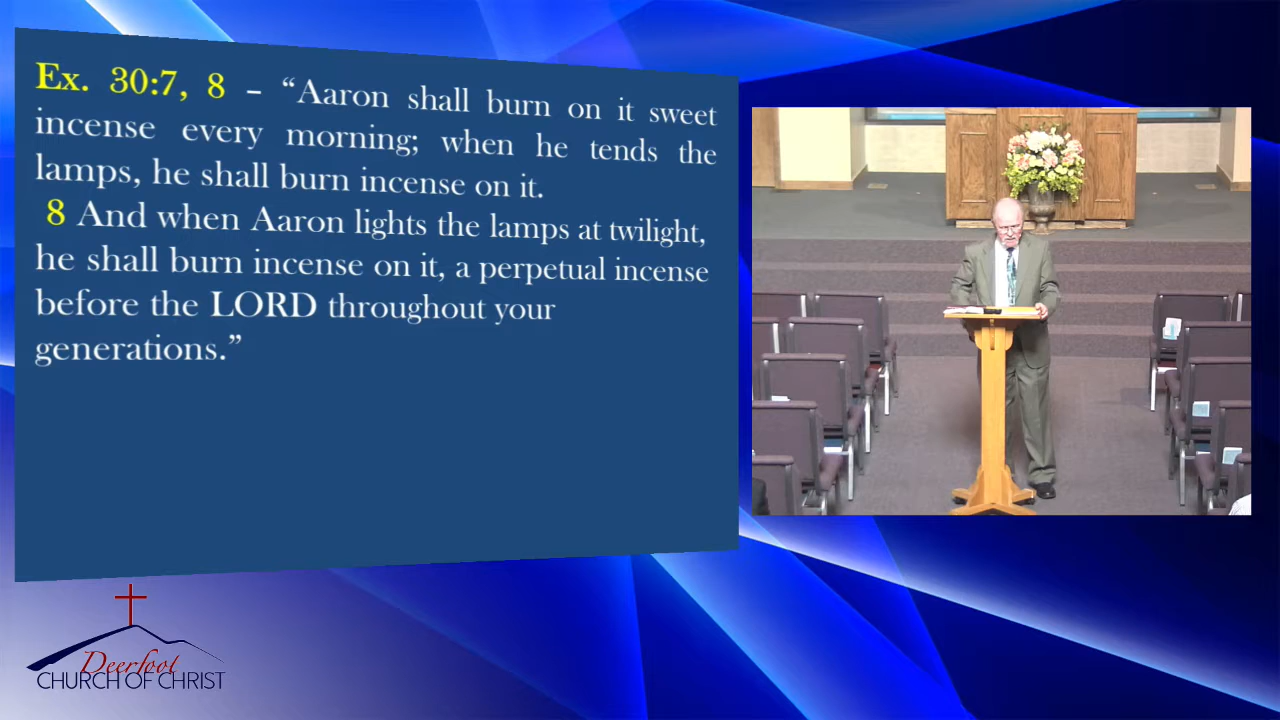 Ex. 30:7, 8 – “Aaron shall burn on it sweet
incense every morning; when he tends the
lamps, he shall burn incense on it.
8 And when Aaron lights the lamps at twilight,
he shall burn incense on it, a perpetual incense
before the LORD throughout your
generations.”
Deerfoot
CHURCH OF CHRIST